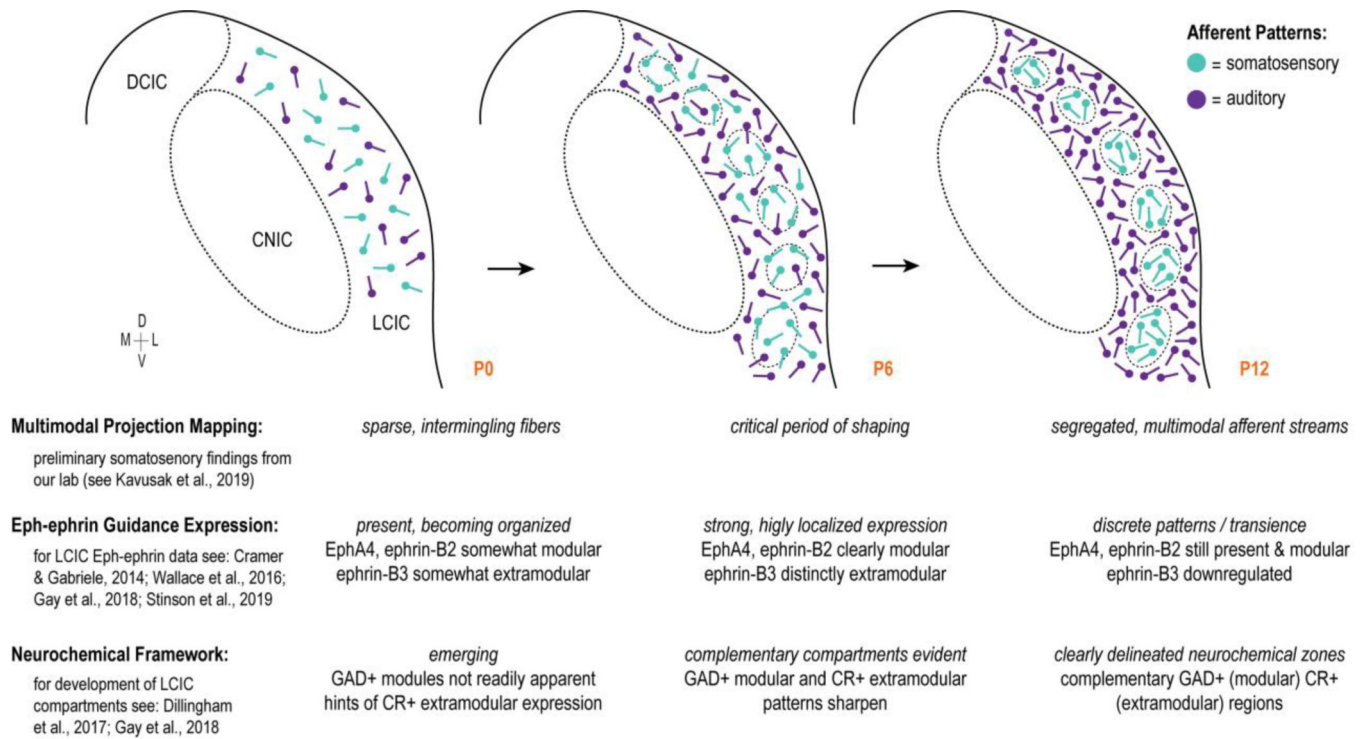 Afferent Patterns:
= somatosensory
= auditory
DCIC
CNIC
LCIC
D
M L
V
P0
P6
P12
Multimodal Projection Mapping:
preliminary somatosenory findings from
our lab (see Kavusak et al., 2019)
sparse, intermingling fibers
critical period of shaping
segregated, multimodal afferent streams
Eph-ephrin Guidance Expression:
for LCIC Eph-ephrin data see: Cramer
& Gabriele, 2014; Wallace et al., 2016;
Gay et al., 2018; Stinson et al., 2019
present, becoming organized
EphA4, ephrin-B2 somewhat modular
ephrin-B3 somewhat extramodular
strong, higly localized expression
EphA4, ephrin-B2 clearly modular
ephrin-B3 distinctly extramodular
discrete patterns / transience
EphA4, ephrin-B2 still present & modular
ephrin-B3 downregulated
Neurochemical Framework:
for development of LCIC
compartments see: Dillingham
et al., 2017; Gay et al., 2018
emerging
GAD+ modules not readily apparent
hints of CR+ extramodular expression
complementary compartments evident
GAD+ modular and CR+ extramodular
patterns sharpen
clearly delineated neurochemical zones
complementary GAD+ (modular) CR+
(extramodular) regions